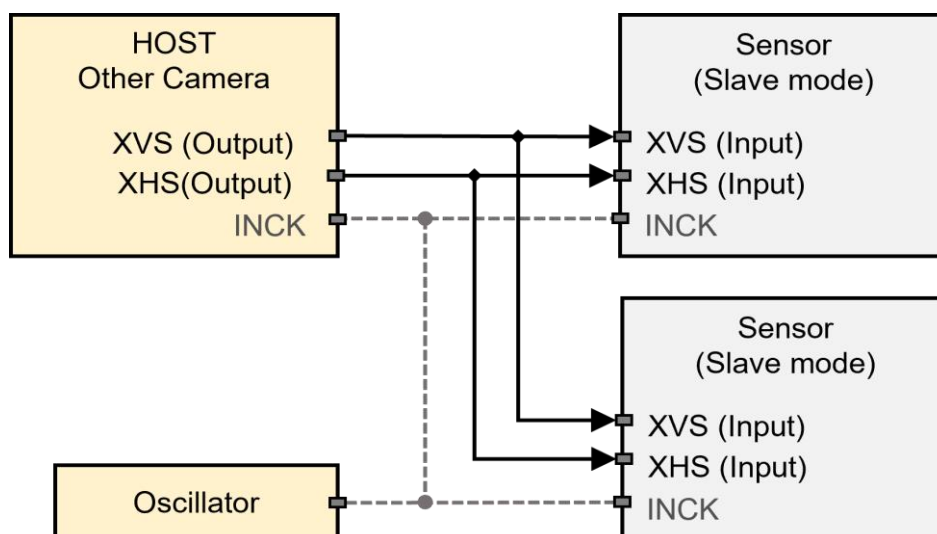 HOST
Other Camera
XVS (Output)
XHS(Output)
INCK
Sensor
(Slave mode)
XVS (Input)
XHS (Input)
INCK
Sensor
(Slave mode)
XVS (Input)
XHS (Input)
INCK
Oscillator